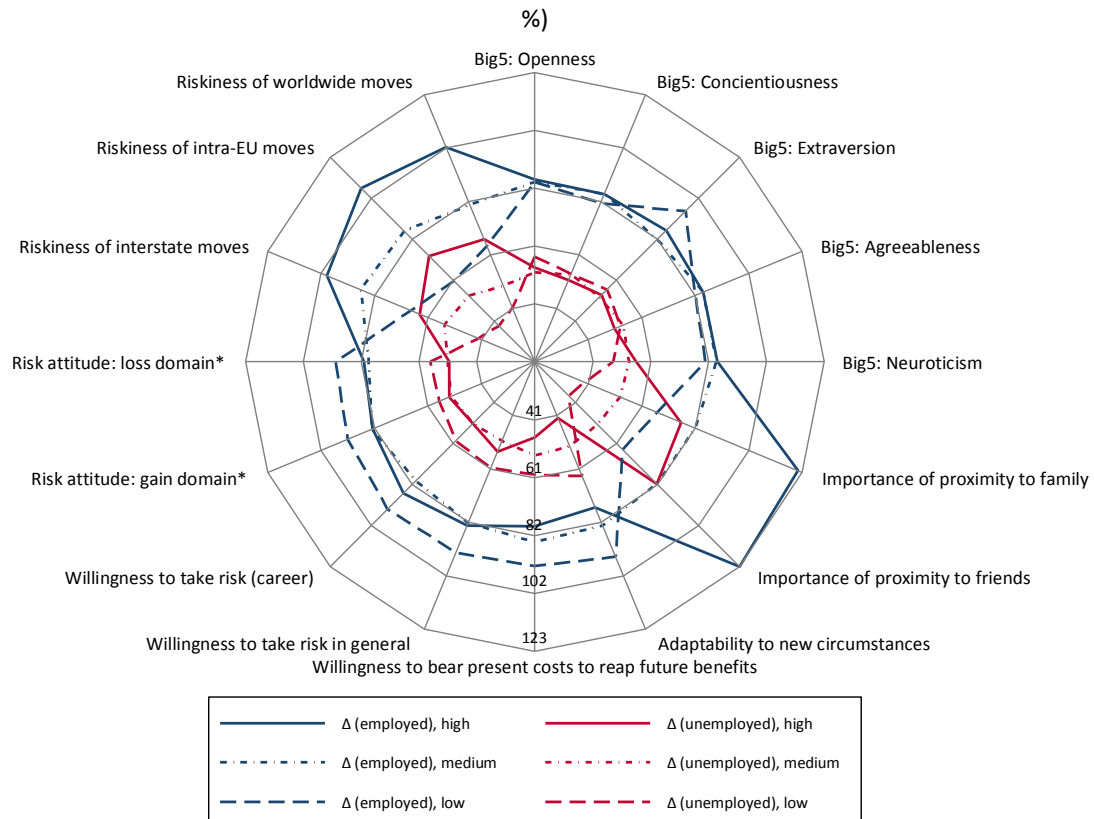 %)
Big5: Openness
Riskiness of worldwide moves
Big5: Concientiousness
Riskiness of intra-EU moves
Big5: Extraversion
Riskiness of interstate moves
Big5: Agreeableness
Risk attitude: loss domain*
Big5: Neuroticism
41
61
Risk attitude: gain domain*
Importance of proximity to family
82
Willingness to take risk (career)
Importance of proximity to friends
102
123
Willingness to take risk in general
Adaptability to new circumstances
Willingness to bear present costs to reap future benefits
Δ (employed), high
Δ (unemployed), high
Δ (employed), medium
Δ (unemployed), medium
Δ (employed), low
Δ (unemployed), low